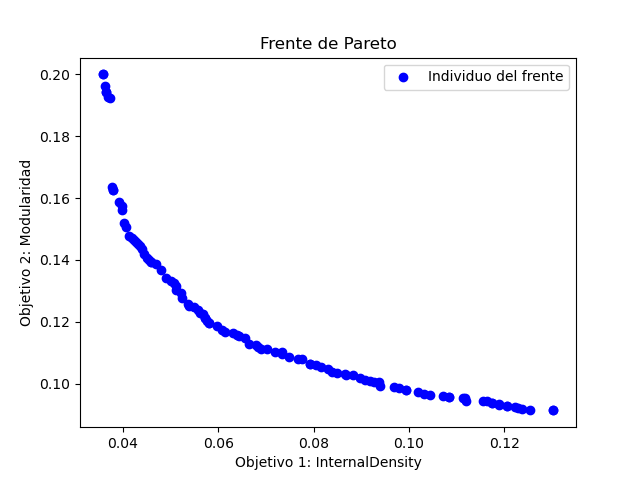 Frente de Pareto
Individuo del frente
0.20
0.18
0.16
0.14
0.12
0.10
Objetivo 2: Modularidad
0.04
0.06
0.08
0.10
0.12
Objetivo 1: InternalDensity